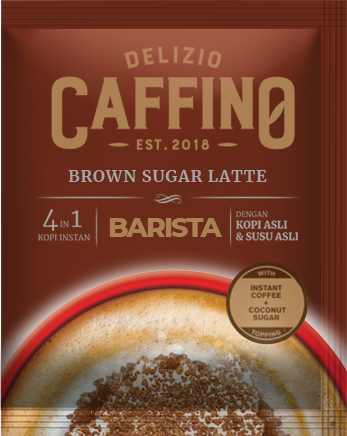 DELIZIO
CAFFINO
EST. 2018
BROWN SUGAR LATTE
4 IN 1
KOPI INSTAN
BARISTA
DENGAN
KOPI ASLI
& SUSU ASLI
WITH
INSTANT
COFFEE
+
COCONUT
SUGAR
TOPPING